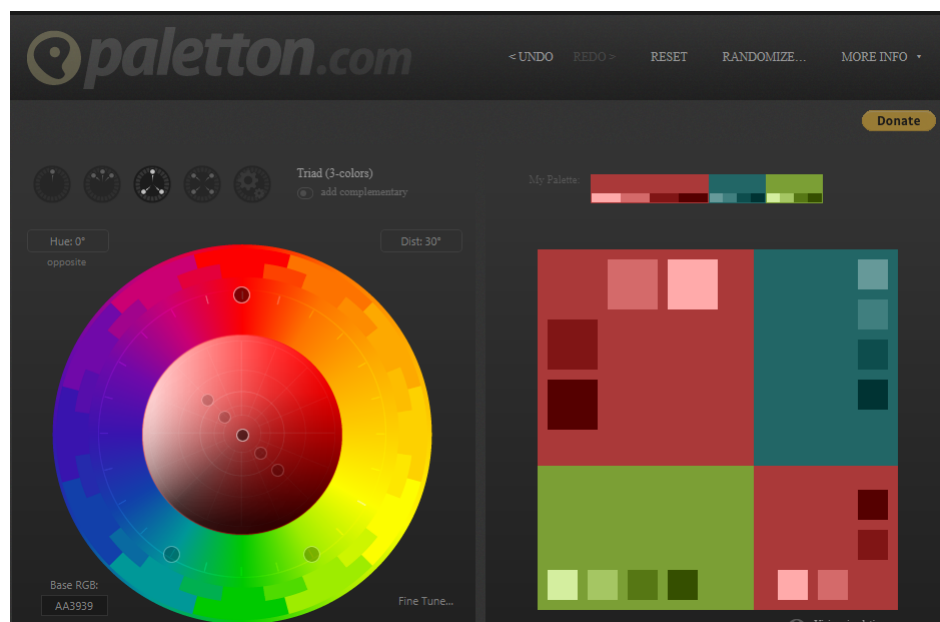 paletton.com
< UNDO REDO > RESET RANDOMIZE... MORE INFO
Donate
Triad (3-colors)
add complementary
My Palette:
Hue: 0°
opposite
Dist: 30°
Base RGB:
AA3939
Fine Tune...